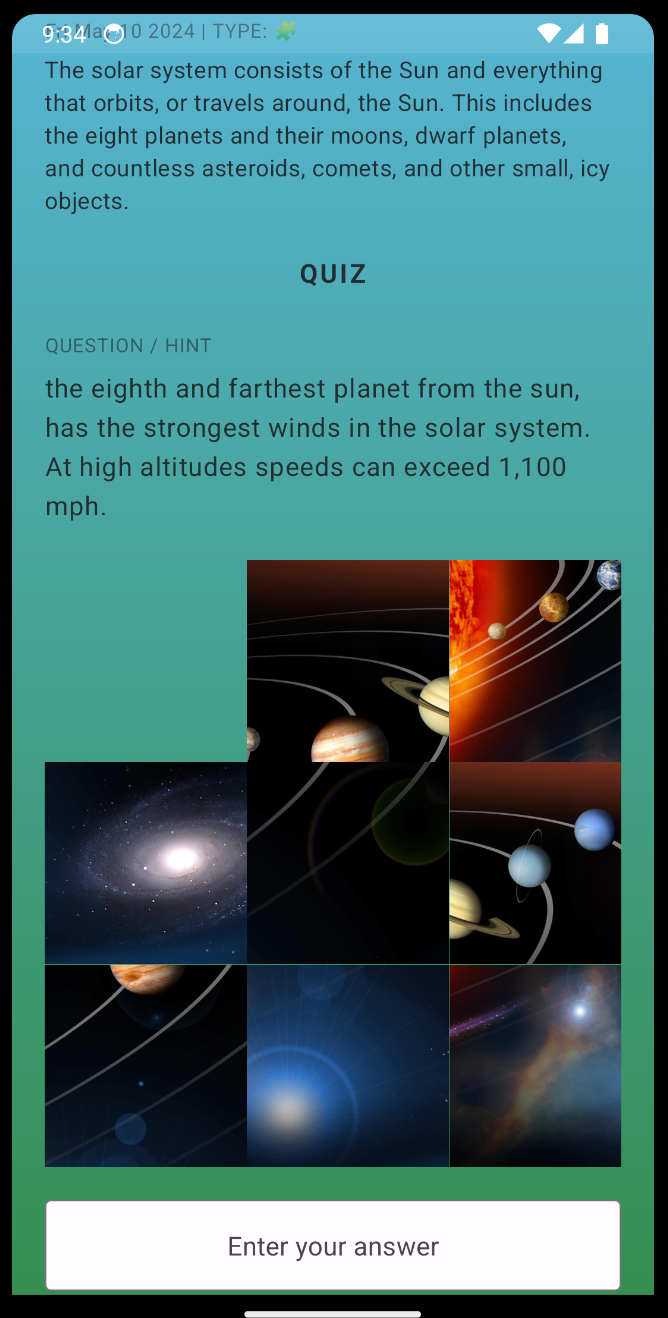 9:34
Fri May 10 2024 | TYPE: 🧩
The solar system consists of the Sun and everything
that orbits, or travels around, the Sun. This includes
the eight planets and their moons, dwarf planets,
and countless asteroids, comets, and other small, icy
objects.
QUIZ
QUESTION / HINT
the eighth and farthest planet from the sun,
has the strongest winds in the solar system.
At high altitudes speeds can exceed 1,100
mph.
Enter your answer